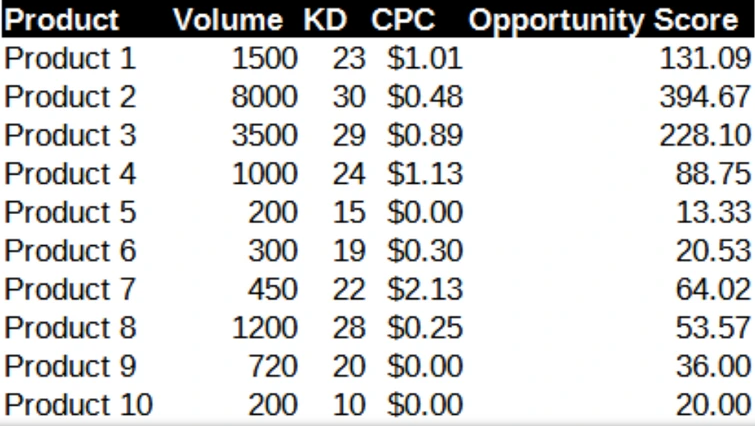 Product Volume KD CPC Opportunity Score
Product 1 1500 23 $1.01 131.09
Product 2 8000 30 $0.48 394.67
Product 3 3500 29 $0.89 228.10
Product 4 1000 24 $1.13 88.75
Product 5 200 15 $0.00 13.33
Product 6 300 19 $0.30 20.53
Product 7 450 22 $2.13 64.02
Product 8 1200 28 $0.25 53.57
Product 9 720 20 $0.00 36.00
Product 10 200 10 $0.00 20.00